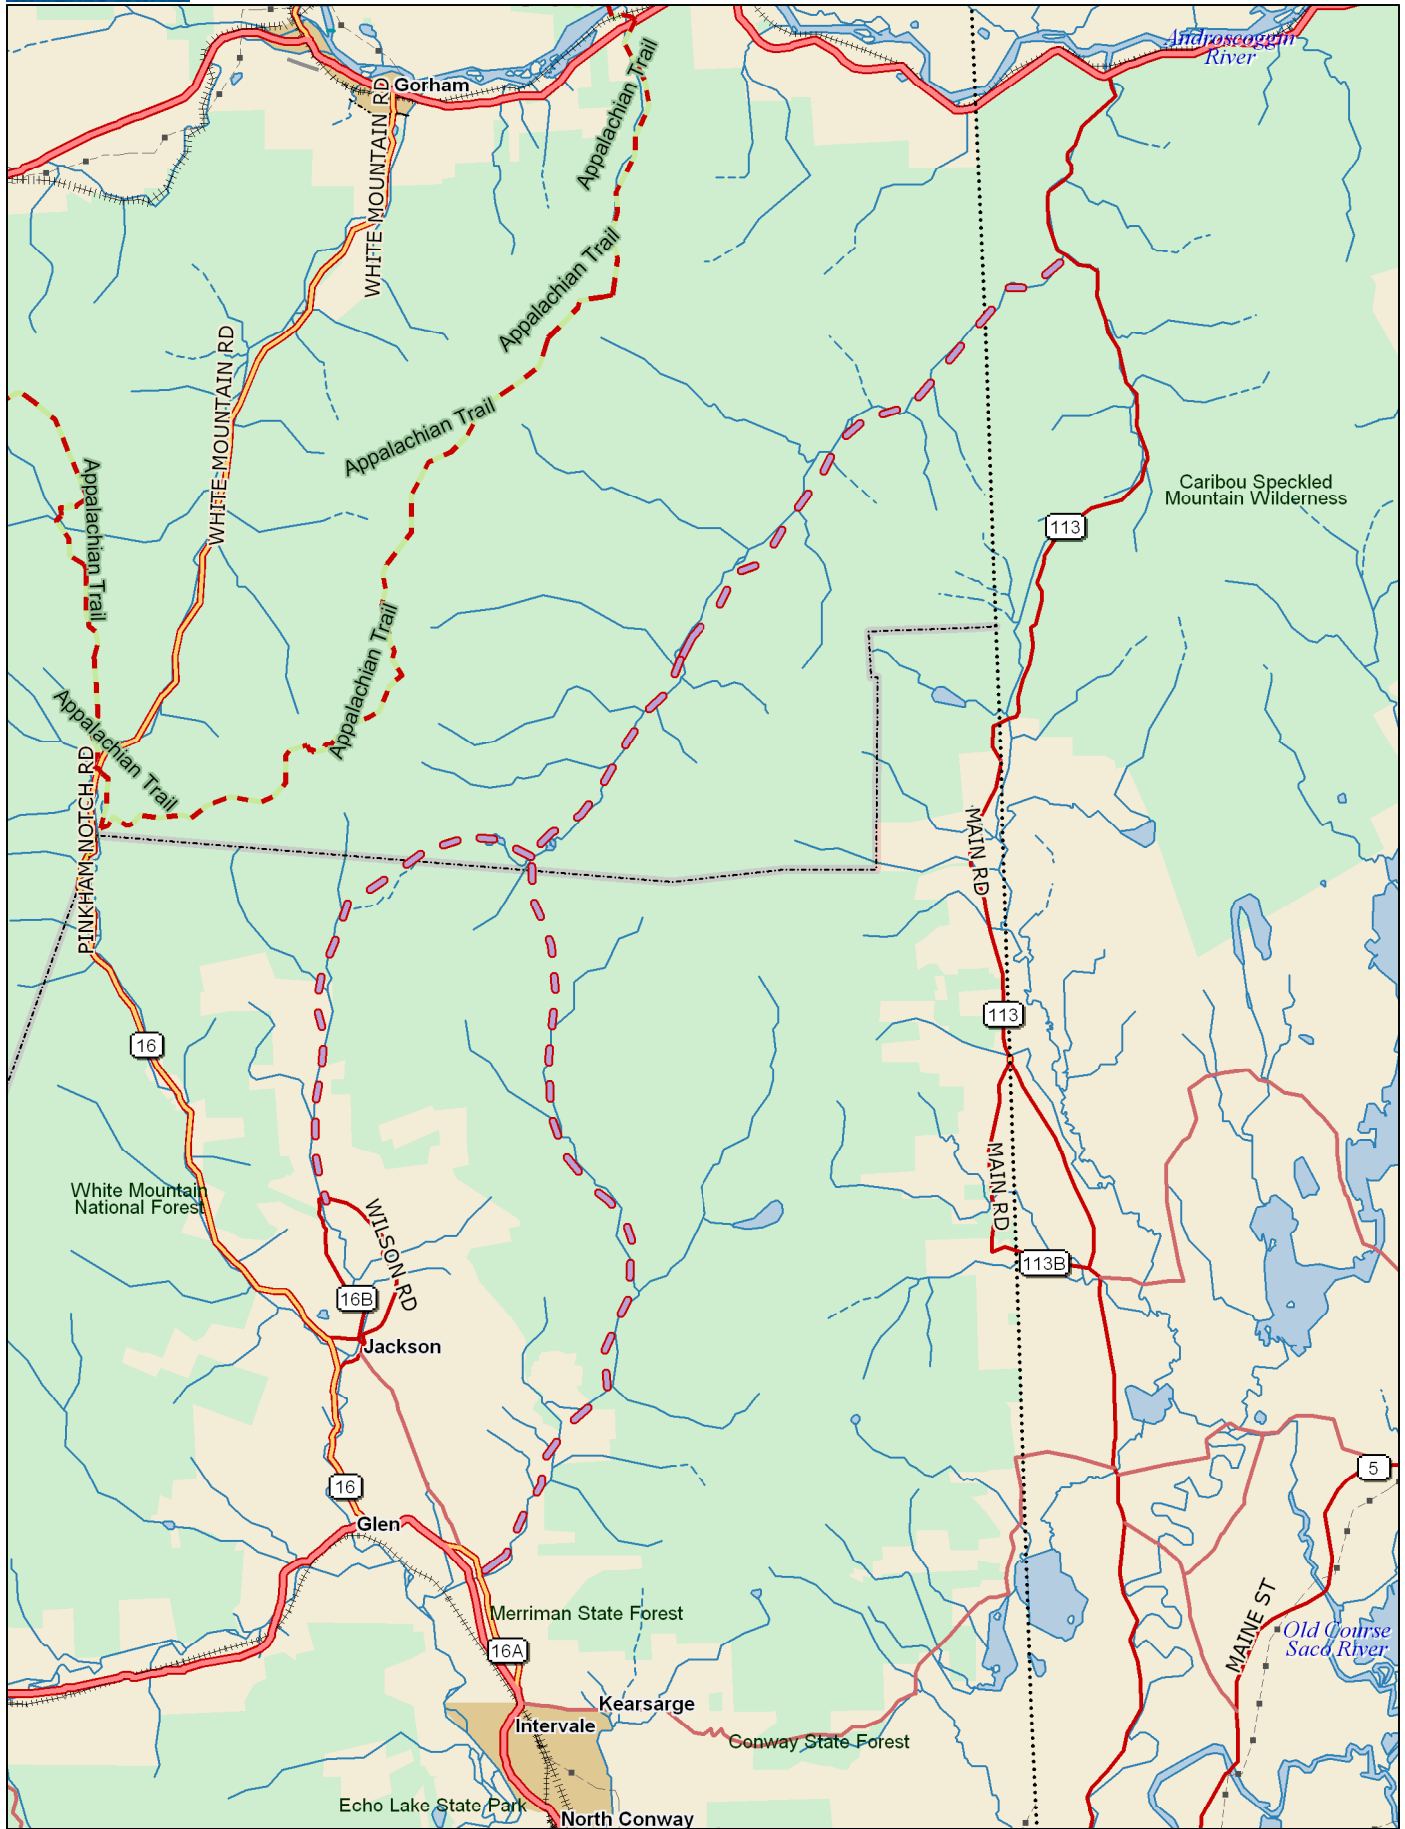 Androscoggin
River
Gorham
WHITE MOUNTAIN RD
Appalachian Trail
Appalachian Trail
WHITE MOUNTAIN RD
Appalachian Trail
Appalachian Trail
Caribou Speckled
Mountain Wilderness
113
Appalachian Trail
Appalachian Trail
PINKHAM NOTCH RD
MAIN RD
113
16
White Mountain
National Forest
MAIN RD
WILSON RD
113B
16B
Jackson
5
16
Glen
MAINE ST
Merriman State Forest
Old Course
Saco River
16A
Kearsarge
Intervale
Conway State Forest
Echo Lake State Park
North Conway